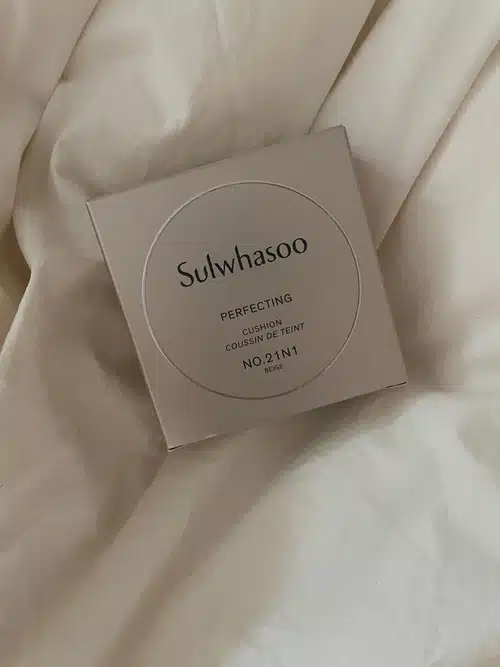 Sulwhasoo
PERFECTING
CUSHION
COUSSIN DE TEINT
NO.21N1
BEIGE